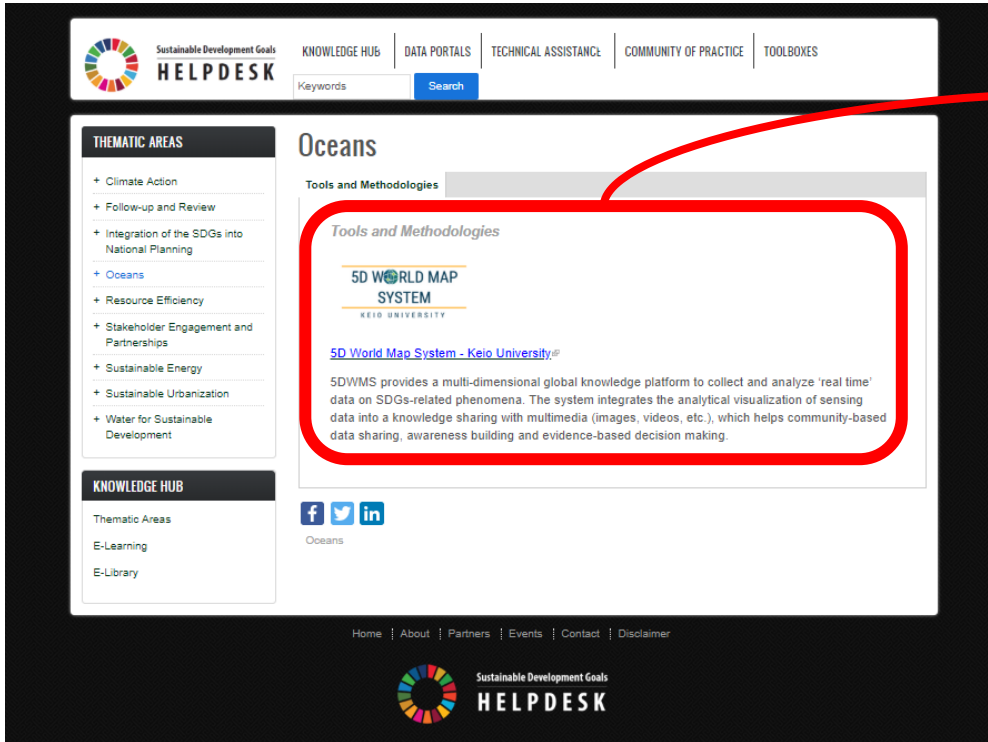 Sustainable Development Goals
HELPDESK
KNOWLEDGE HUB
DATA PORTALS
TECHNICAL ASSISTANCE
COMMUNITY OF PRACTICE
TOOLBOXES
Keywords
Search
THEMATIC AREAS
+ Climate Action
+ Follow-up and Review
+ Integration of the SDGs into
National Planning
+ Oceans
+ Resource Efficiency
+ Stakeholder Engagement and
Partnerships
+ Sustainable Energy
+ Sustainable Urbanization
+ Water for Sustainable
Development
KNOWLEDGE HUB
Thematic Areas
E-Learning
E-Library
Oceans
Tools and Methodologies
Tools and Methodologies
5D WORLD MAP
SYSTEM
KEIO UNIVERSITY
5D World Map System - Keio University
5DWMS provides a multi-dimensional global knowledge platform to collect and analyze ‘real time’
data on SDGs-related phenomena. The system integrates the analytical visualization of sensing
data into a knowledge sharing with multimedia (images, videos, etc.), which helps community-based
data sharing, awareness building and evidence-based decision making.
Oceans
Home | About | Partners | Events | Contact | Disclaimer
Sustainable Development Goals
HELPDESK